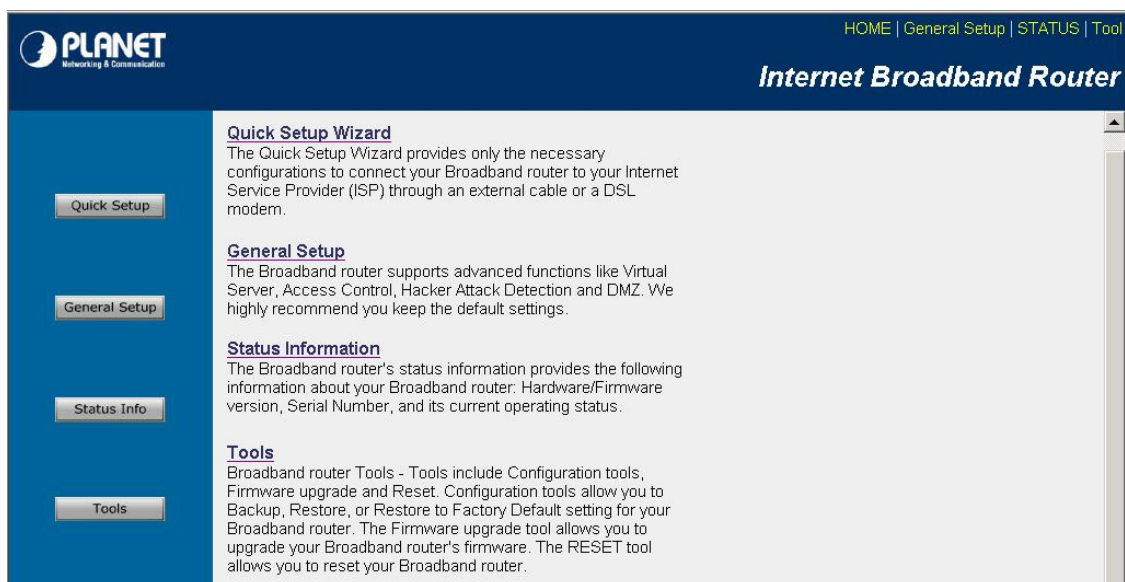 PLANET
Networking & Communication
HOME | General Setup | STATUS | Tool
Internet Broadband Router
Quick Setup
General Setup
Status Info
Tools
Quick Setup Wizard
The Quick Setup Wizard provides only the necessary
configurations to connect your Broadband router to your Internet
Service Provider (ISP) through an external cable or a DSL
modem.
General Setup
The Broadband router supports advanced functions like Virtual
Server, Access Control, Hacker Attack Detection and DMZ. We
highly recommend you keep the default settings.
Status Information
The Broadband router's status information provides the following
information about your Broadband router: Hardware/Firmware
version, Serial Number, and its current operating status.
Tools
Broadband router Tools - Tools include Configuration tools,
Firmware upgrade and Reset. Configuration tools allow you to
Backup, Restore, or Restore to Factory Default setting for your
Broadband router. The Firmware upgrade tool allows you to
upgrade your Broadband router's firmware. The RESET tool
allows you to reset your Broadband router.